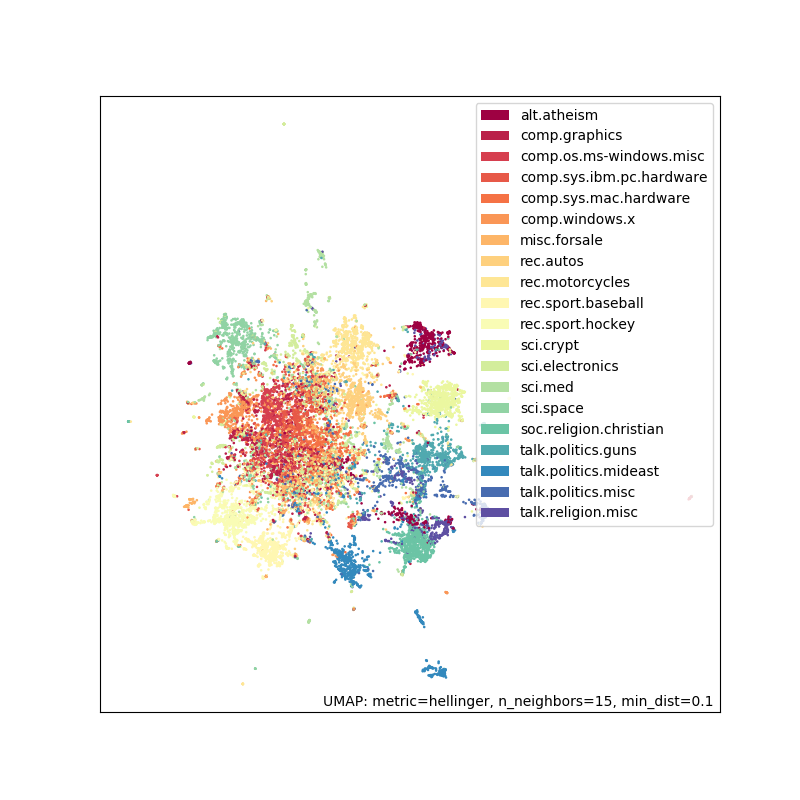 alt.atheism
comp.graphics
comp.os.ms-windows.misc
comp.sys.ibm.pc.hardware
comp.sys.mac.hardware
comp.windows.x
misc.forsale
rec.autos
rec.motorcycles
rec.sport.baseball
rec.sport.hockey
sci.crypt
sci.electronics
sci.med
sci.space
soc.religion.christian
talk.politics.guns
talk.politics.mideast
talk.politics.misc
talk.religion.misc
UMAP: metric=hellinger, n_neighbors=15, min_dist=0.1